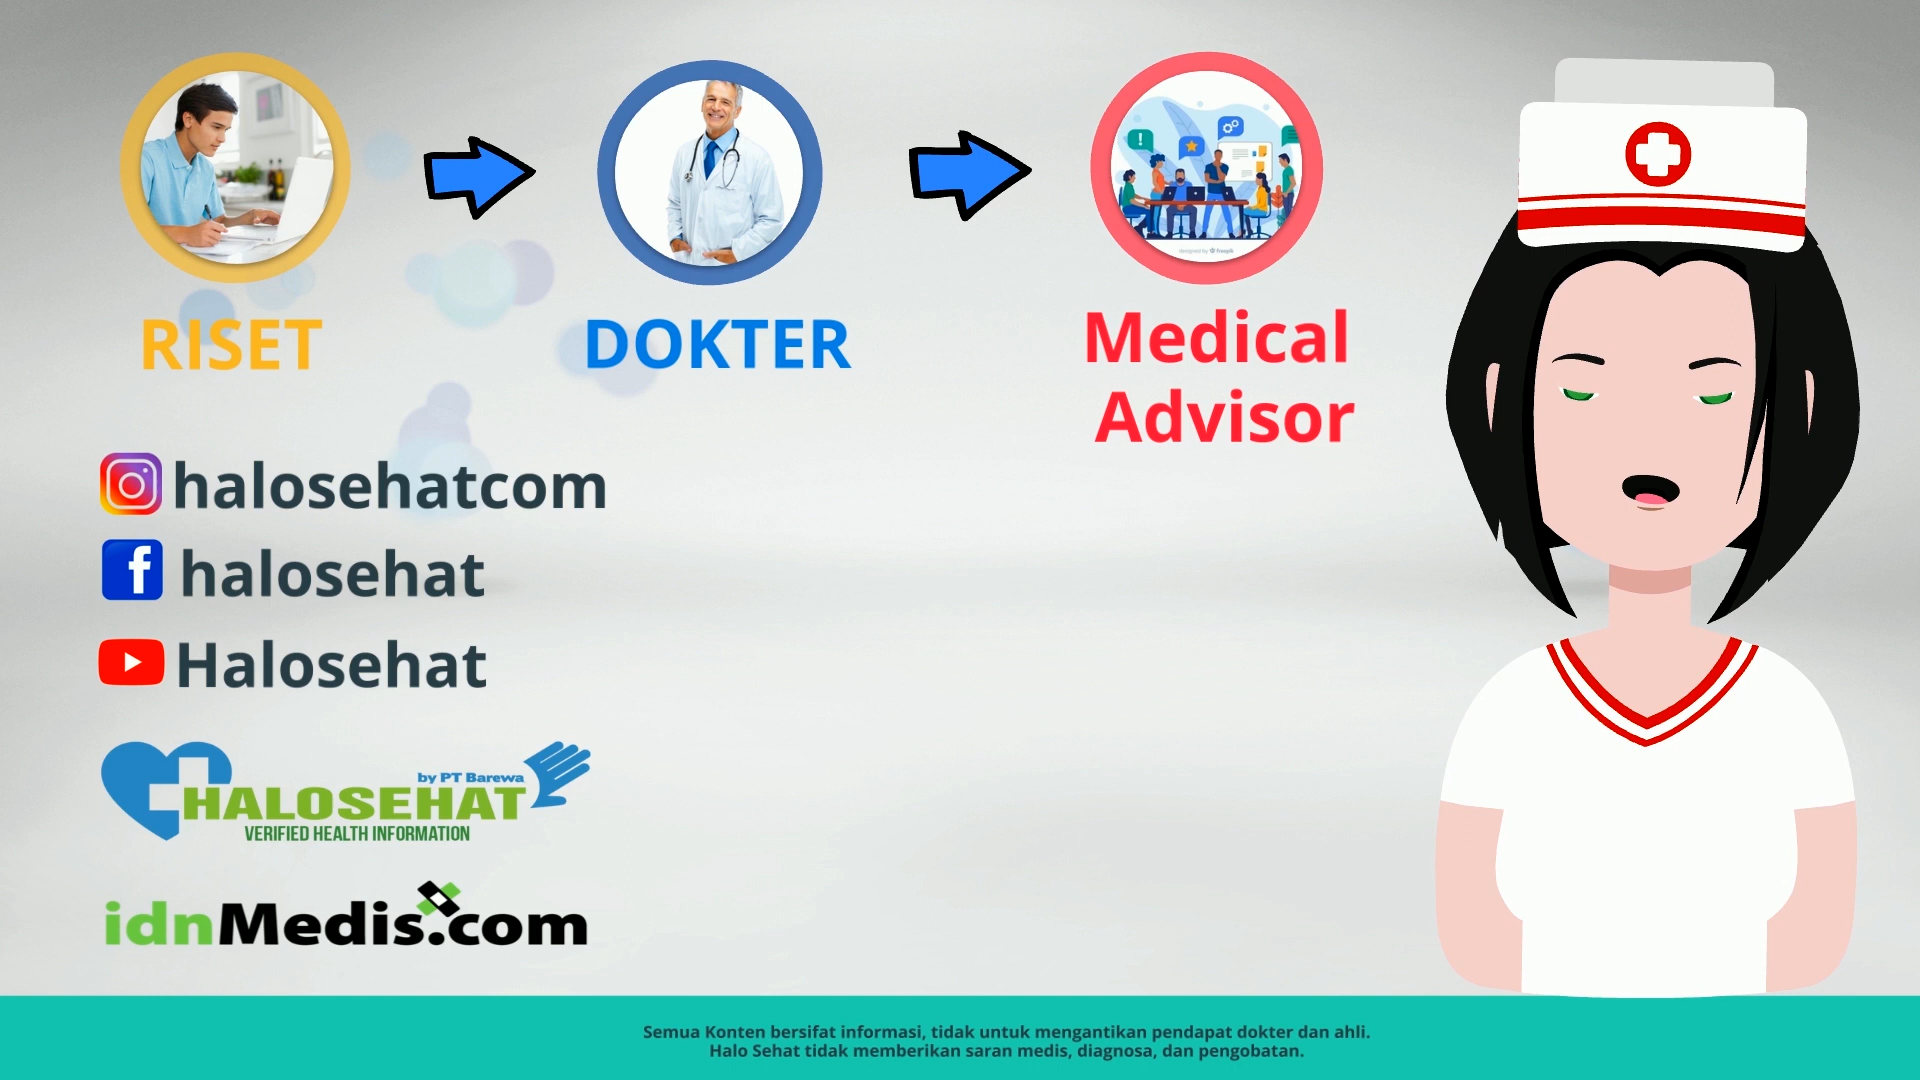 RISET
DOKTER
Medical
Advisor
halosehatcom
halosehat
Halosehat
by PT Barewa
HALOSEHAT
VERIFIED HEALTH INFORMATION
idnMedis.com
Semua Konten bersifat informasi, tidak untuk mengantikan pendapat dokter dan ahli.
Halo Sehat tidak memberikan saran medis, diagnosa, dan pengobatan.